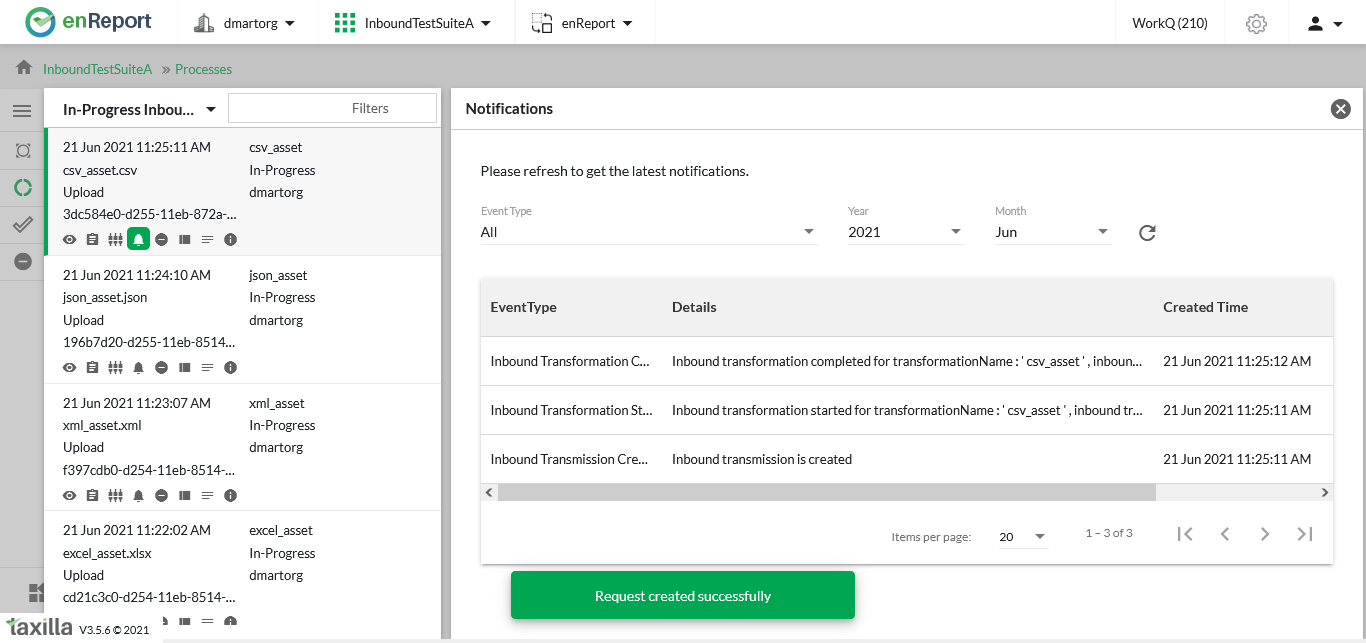 enReport
dmartorg
InboundTestSuiteA
enReport
WorkQ (210)
InboundTestSuiteA » Processes
In-Progress Inbou...
Filters
21 Jun 2021 11:25:11 AM csv_asset
csv_asset.csv In-Progress
Upload dmartorg
3dc584e0-d255-11eb-872a-...
21 Jun 2021 11:24:10 AM json_asset
json_asset.json In-Progress
Upload dmartorg
196b7d20-d255-11eb-8514...
21 Jun 2021 11:23:07 AM xml_asset
xml_asset.xml In-Progress
Upload dmartorg
f397cdb0-d254-11eb-8514-...
21 Jun 2021 11:22:02 AM excel_asset
excel_asset.xlsx In-Progress
Upload dmartorg
cd21c3c0-d254-11eb-8514-...
taxilla V3.5.6 © 2021
Notifications
Please refresh to get the latest notifications.
Event Type Year Month
All 2021 Jun
EventType Details Created Time
Inbound Transformation C... Inbound transformation completed for transformationName : ' csv_asset ' , inboun... 21 Jun 2021 11:25:12 AM
Inbound Transformation St... Inbound transformation started for transformationName : ' csv_asset ' , inbound tr... 21 Jun 2021 11:25:11 AM
Inbound Transmission Cre... Inbound transmission is created 21 Jun 2021 11:25:11 AM
Items per page: 20 1 – 3 of 3
Request created successfully